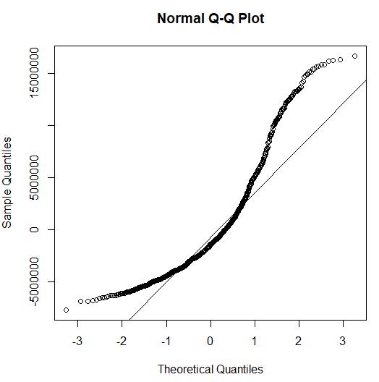 Normal Q-Q Plot
Sample Quantiles
15000000
5000000
0
-5000000
-3 -2 -1 0 1 2 3
Theoretical Quantiles